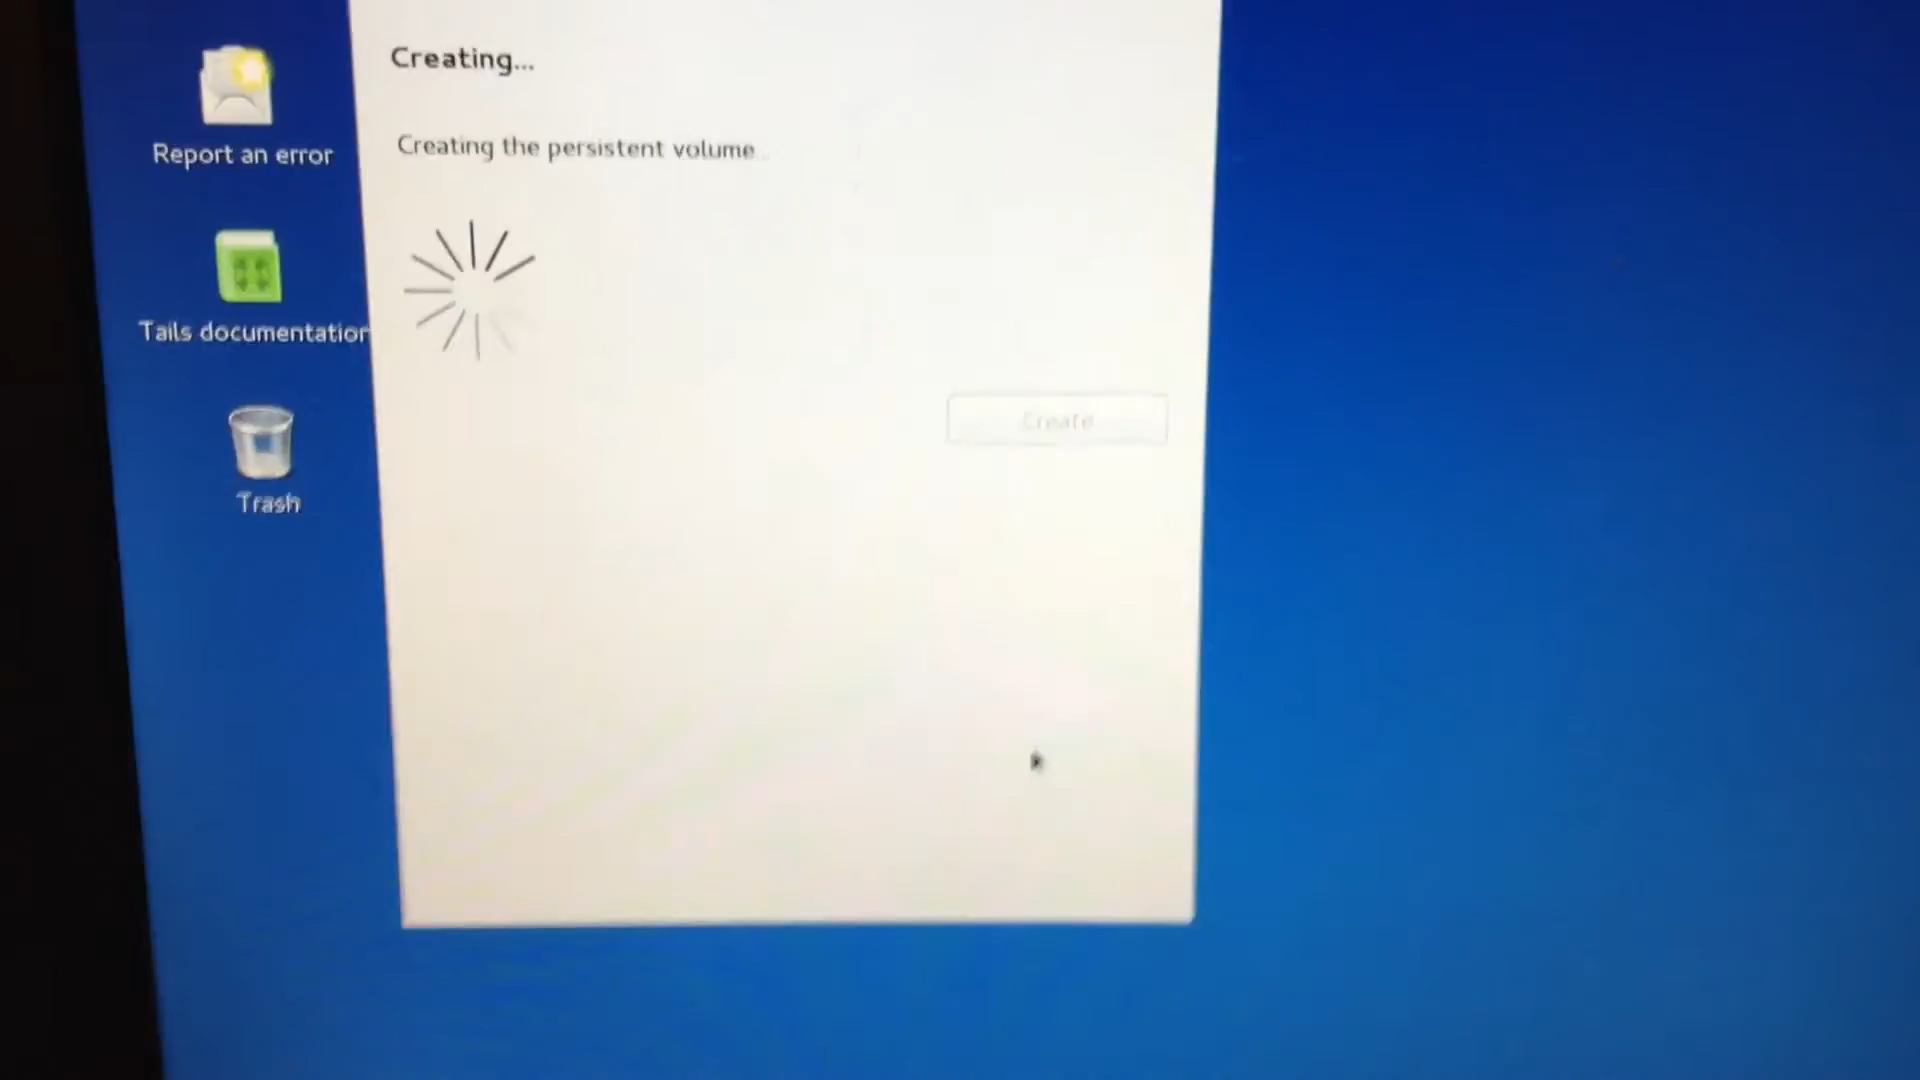 Creating...
Creating the persistent volume...
Create
Report an error
Tails documentation
Trash